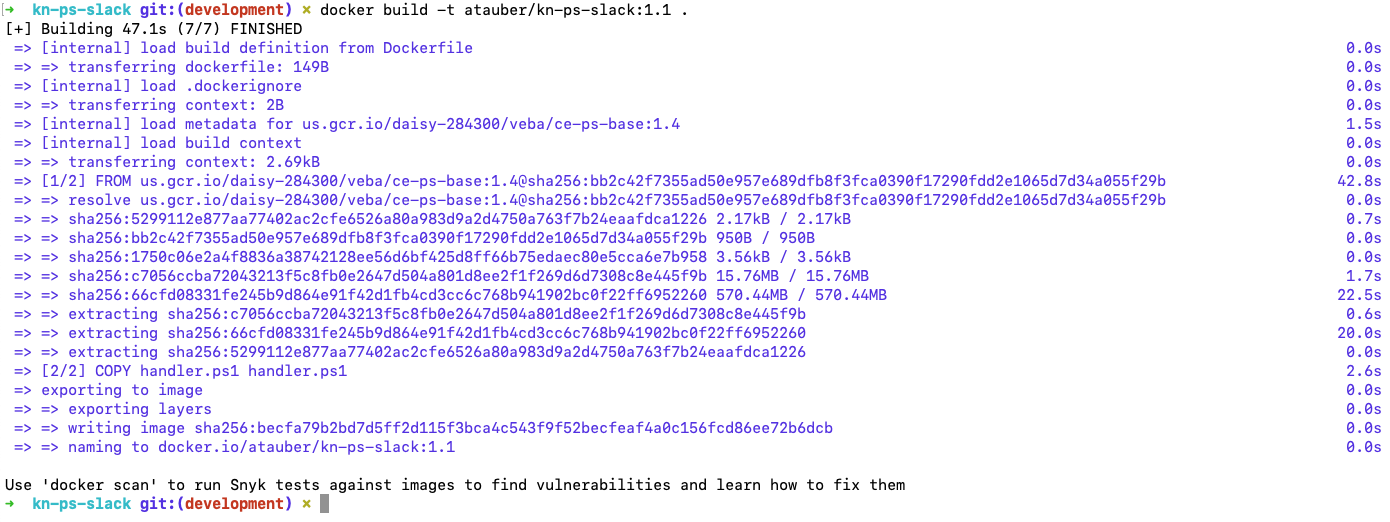 → kn-ps-slack git:(development) × docker build -t atauber/kn-ps-slack:1.1 .
[+] Building 47.1s (7/7) FINISHED
=> [internal] load build definition from Dockerfile 0.0s
=> => transferring dockerfile: 149B 0.0s
=> [internal] load .dockerignore 0.0s
=> => transferring context: 2B 0.0s
=> [internal] load metadata for us.gcr.io/daisy-284300/veba/ce-ps-base:1.4 1.5s
=> [internal] load build context 0.0s
=> => transferring context: 2.69kB 0.0s
=> [1/2] FROM us.gcr.io/daisy-284300/veba/ce-ps-base:1.4@sha256:bb2c42f7355ad50e957e689dfb8f3fca0390f17290fdd2e1065d7d34a055f29b 42.8s
=> => resolve us.gcr.io/daisy-284300/veba/ce-ps-base:1.4@sha256:bb2c42f7355ad50e957e689dfb8f3fca0390f17290fdd2e1065d7d34a055f29b 0.0s
=> => sha256:5299112e877aa77402ac2cfe6526a80a983d9a2d4750a763f7b24eaafdca1226 2.17kB / 2.17kB 0.7s
=> => sha256:bb2c42f7355ad50e957e689dfb8f3fca0390f17290fdd2e1065d7d34a055f29b 950B / 950B 0.0s
=> => sha256:1750c06e2a4f8836a38742128ee56d6bf425d8ff66b75edaec80e5cca6e7b958 3.56kB / 3.56kB 0.0s
=> => sha256:c7056ccba72043213f5c8fb0e2647d504a801d8ee2f1f269d6d7308c8e445f9b 15.76MB / 15.76MB 1.7s
=> => sha256:66cfd08331fe245b9d864e91f42d1fb4cd3cc6c768b941902bc0f22ff6952260 570.44MB / 570.44MB 22.5s
=> => extracting sha256:c7056ccba72043213f5c8fb0e2647d504a801d8ee2f1f269d6d7308c8e445f9b 0.6s
=> => extracting sha256:66cfd08331fe245b9d864e91f42d1fb4cd3cc6c768b941902bc0f22ff6952260 20.0s
=> => extracting sha256:5299112e877aa77402ac2cfe6526a80a983d9a2d4750a763f7b24eaafdca1226 0.0s
=> [2/2] COPY handler.ps1 handler.ps1 2.6s
=> exporting to image 0.0s
=> => exporting layers 0.0s
=> => writing image sha256:becfa79b2bd7d5ff2d115f3bca4c543f9f52becfeaf4a0c156fcd86ee72b6dcb 0.0s
=> => naming to docker.io/atauber/kn-ps-slack:1.1 0.0s
Use 'docker scan' to run Snyk tests against images to find vulnerabilities and learn how to fix them
→ kn-ps-slack git:(development) ×